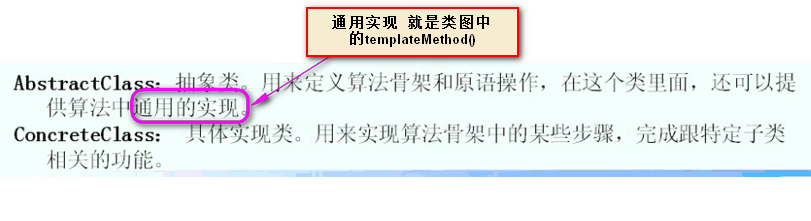 通用实现 就是类图中
的templateMethod()
AbstractClass：抽象类。用来定义算法骨架和原语操作，在这个类里面，还可以提
供算法中通用的实现。
ConcreteClass： 具体实现类。用来实现算法骨架中的某些步骤，完成跟特定子类
相关的功能。